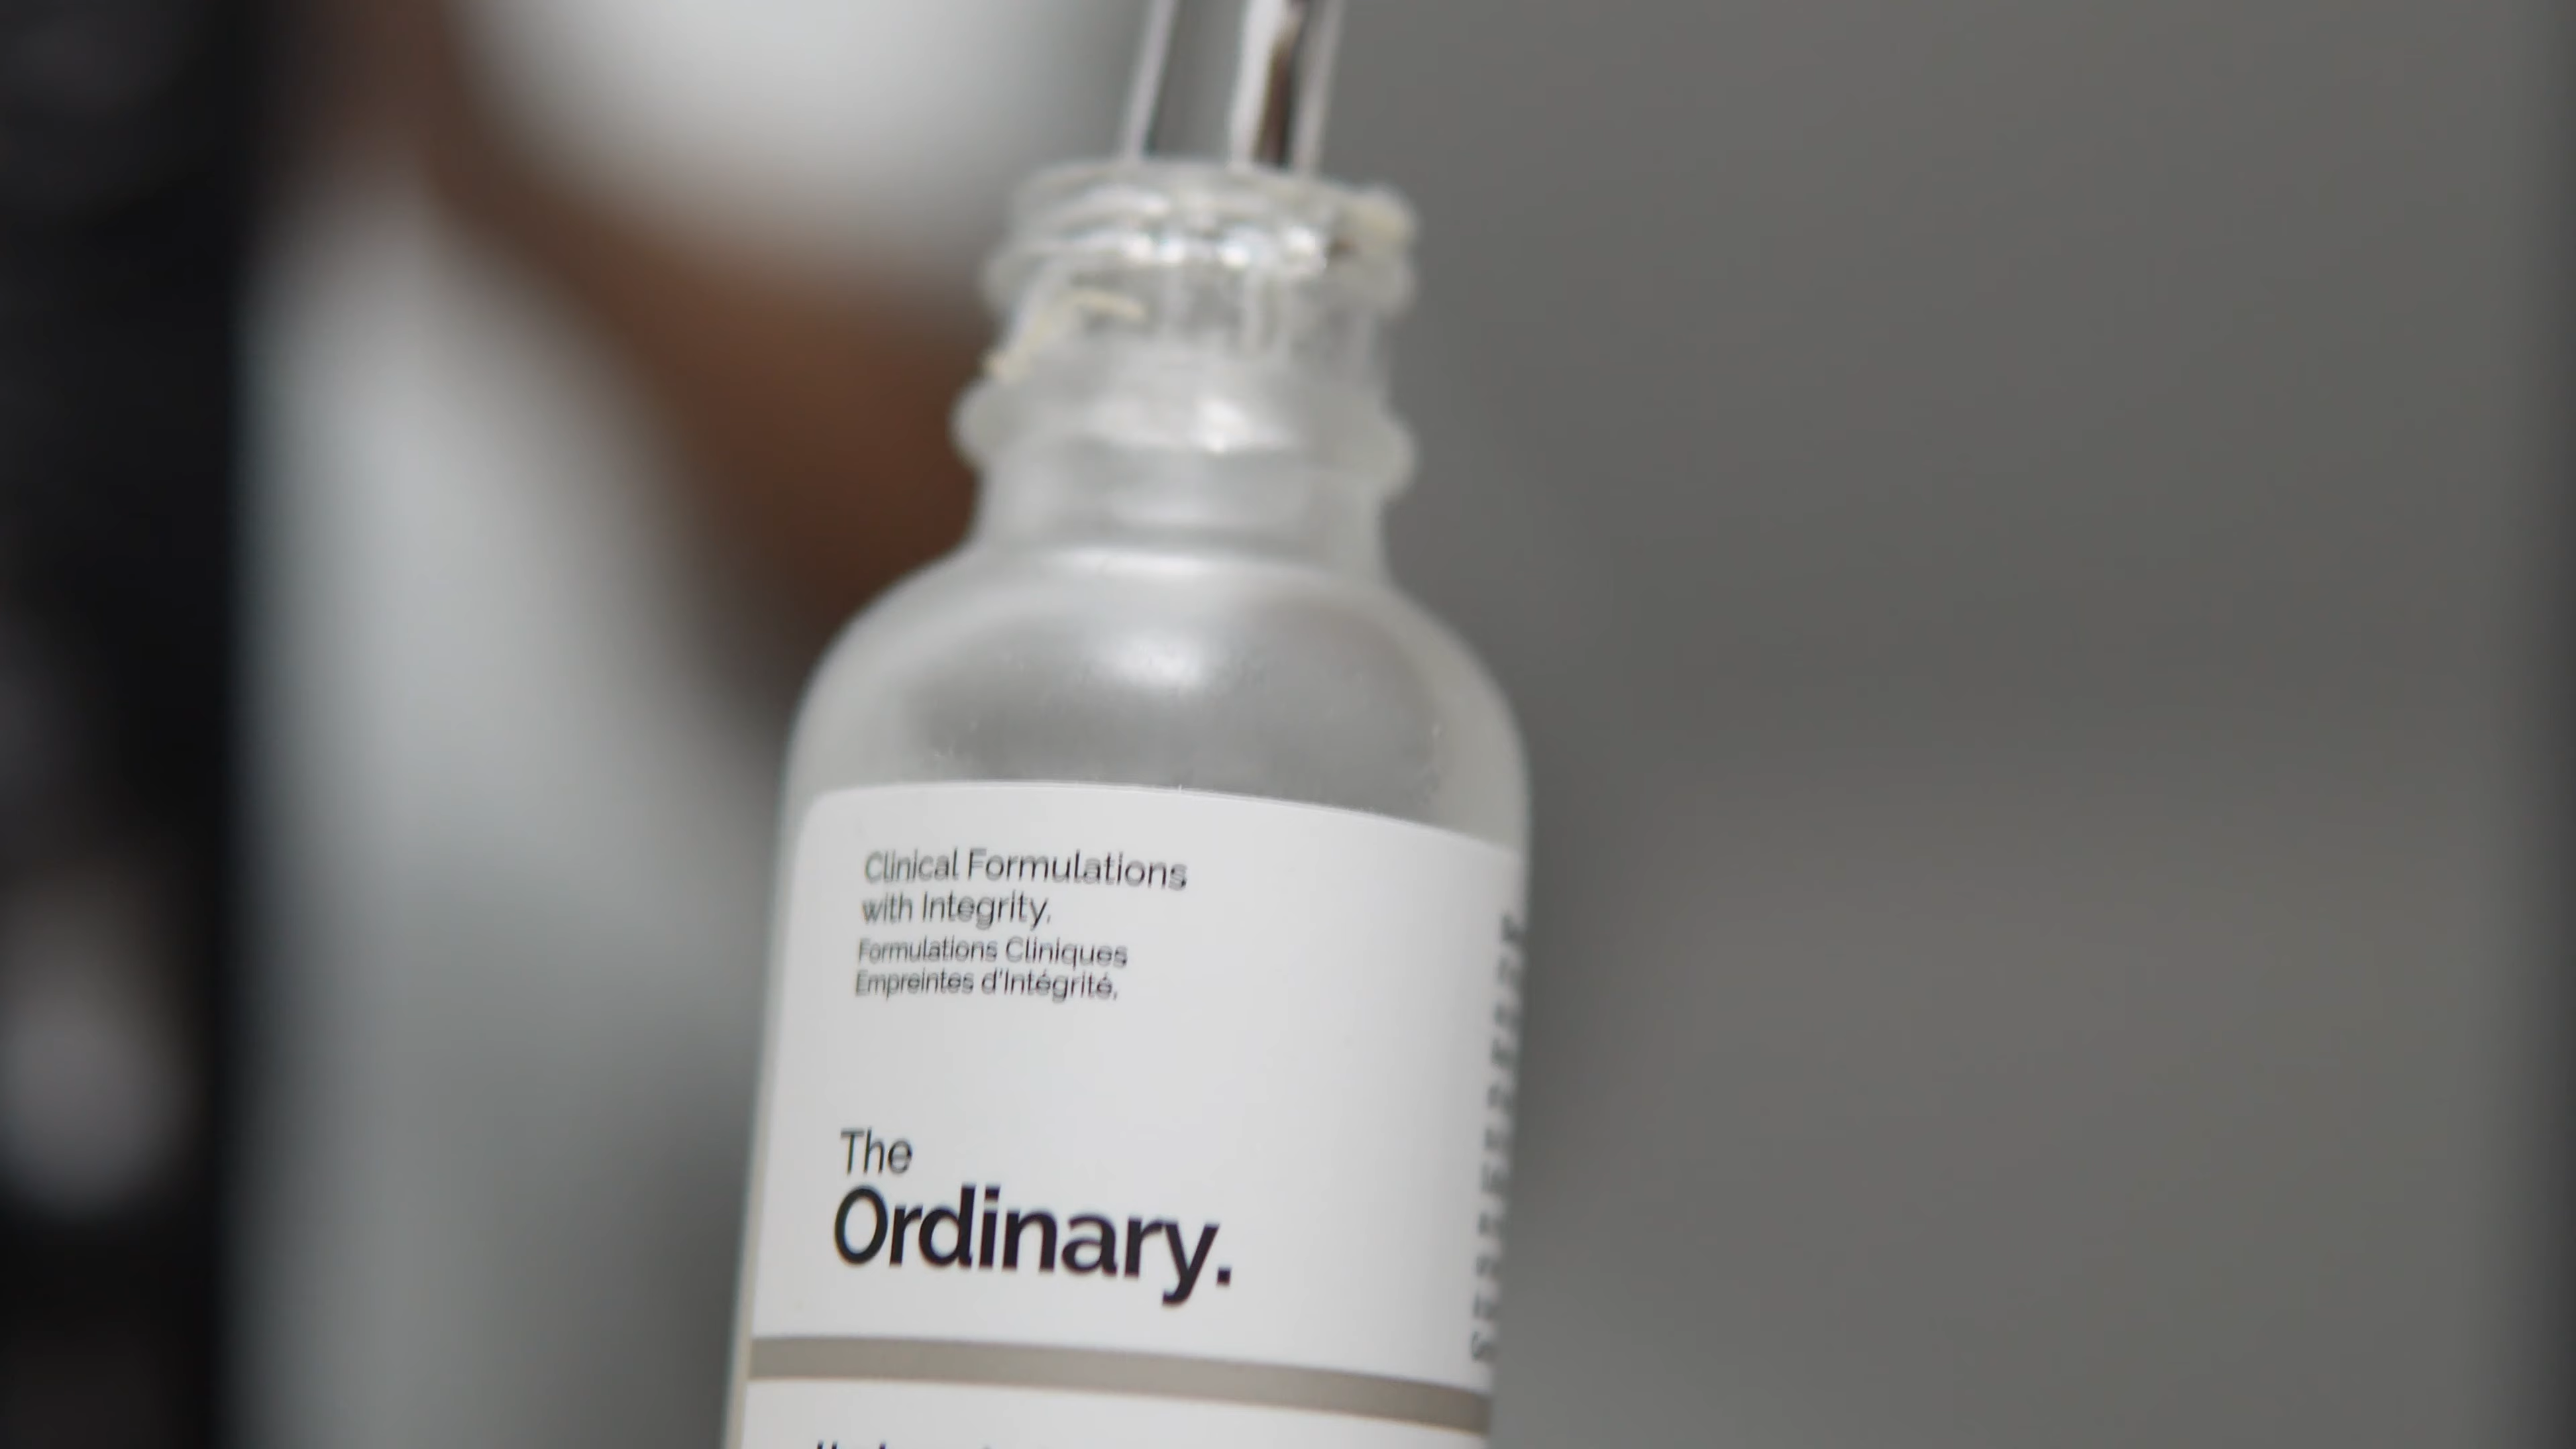 Clinical Formulations
with Integrity.
Formulations Cliniques
Empreintes d'Intégrité.
The
Ordinary.